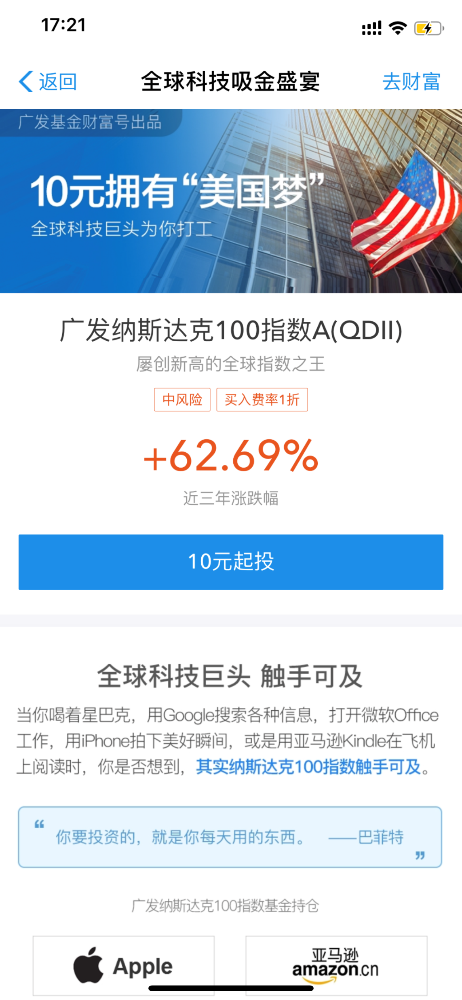 17:21
返回
全球科技吸金盛宴
去财富
广发基金财富号出品
10元拥有“美国梦”
全球科技巨头为你打工
广发纳斯达克100指数A(QDII)
屡创新高的全球指数之王
中风险
买入费率1折
+62.69%
近三年涨跌幅
10元起投
全球科技巨头 触手可及
当你喝着星巴克，用Google搜索各种信息，打开微软Office
工作，用iPhone拍下美好瞬间，或是用亚马逊Kindle在飞机
上阅读时，你是否想到，其实纳斯达克100指数触手可及。
“你要投资的，就是你每天用的东西。 ——巴菲特”
广发纳斯达克100指数基金持仓
Apple
亚马逊
amazon.cn